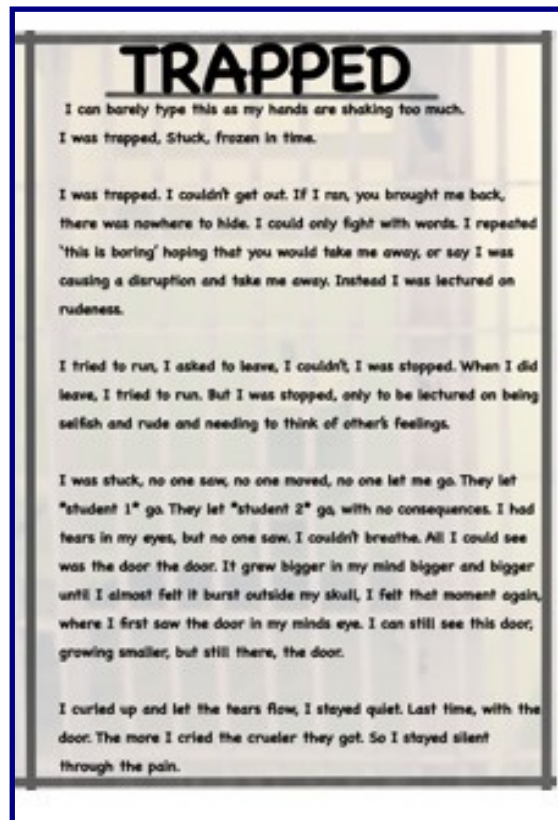 TRAPPED
I can barely type this as my hands are shaking too much.
I was trapped, Stuck, frozen in time.
I was trapped. I couldn't get out. If I ran, you brought me back,
there was nowhere to hide. I could only fight with words. I repeated
'this is boring' hoping that you would take me away, or say I was
causing a disruption and take me away. Instead I was lectured on
rudeness.
I tried to run, I asked to leave, I couldn't, I was stopped. When I did
leave, I tried to run. But I was stopped, only to be lectured on being
selfish and rude and needing to think of other's feelings.
I was stuck, no one saw, no one moved, no one let me go. They let
*student 1* go. They let *student 2* go, with no consequences. I had
tears in my eyes, but no one saw. I couldn't breathe. All I could see
was the door the door. It grew bigger in my mind bigger and bigger
until I almost felt it burst outside my skull, I felt that moment again,
where I first saw the door in my minds eye. I can still see this door,
growing smaller, but still there, the door.
I curled up and let the tears flow, I stayed quiet. Last time, with the
door. The more I cried the crueler they got. So I stayed silent
through the pain.